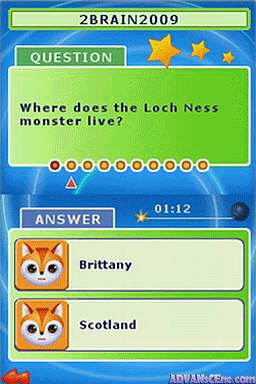 2BRAIN2009
QUESTION
Where does the Loch Ness
monster live?
ANSWER
01:12
Brittany
Scotland
ADVANsCEne.com